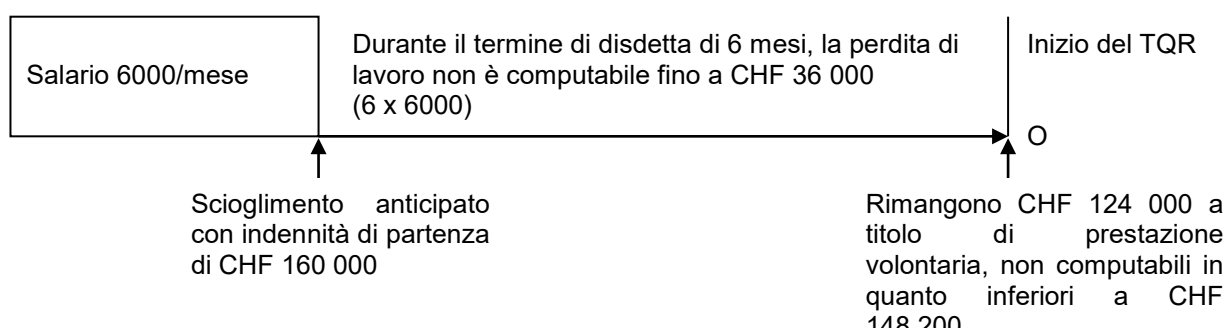 Salario 6000/mese
Durante il termine di disdetta di 6 mesi, la perdita di
lavoro non è computabile fino a CHF 36 000
(6 x 6000)
Inizio del TQR
O
Scioglimento anticipato
con indennità di partenza
di CHF 160 000
Rimangono CHF 124 000 a
titolo di prestazione
volontaria, non computabili in
quanto inferiori a CHF
148 200